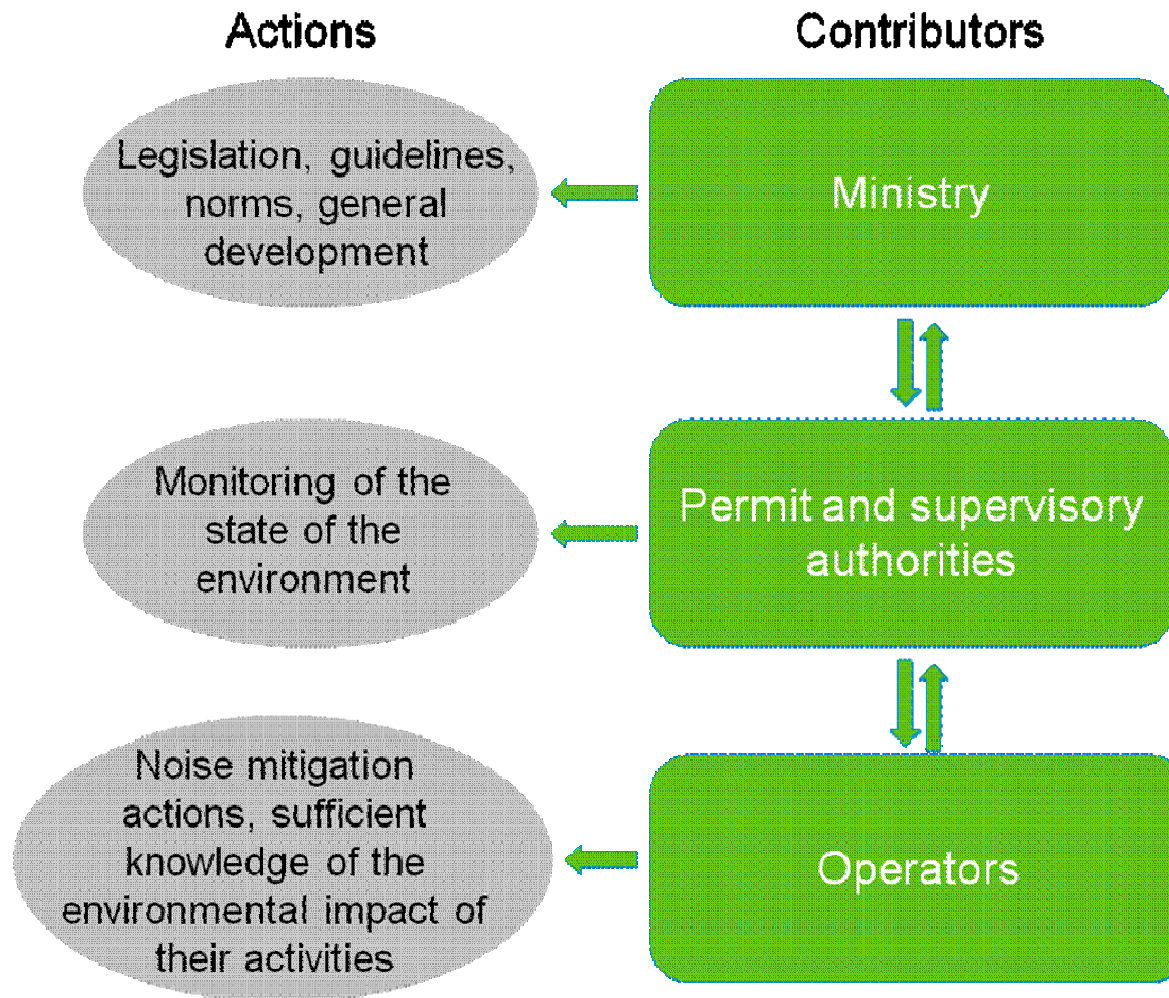 Actions
Contributors
Legislation, guidelines,
norms, general
development
Ministry
Monitoring of the
state of the
environment
Permit and supervisory
authorities
Noise mitigation
actions, sufficient
knowledge of the
environmental impact of
their activities
Operators